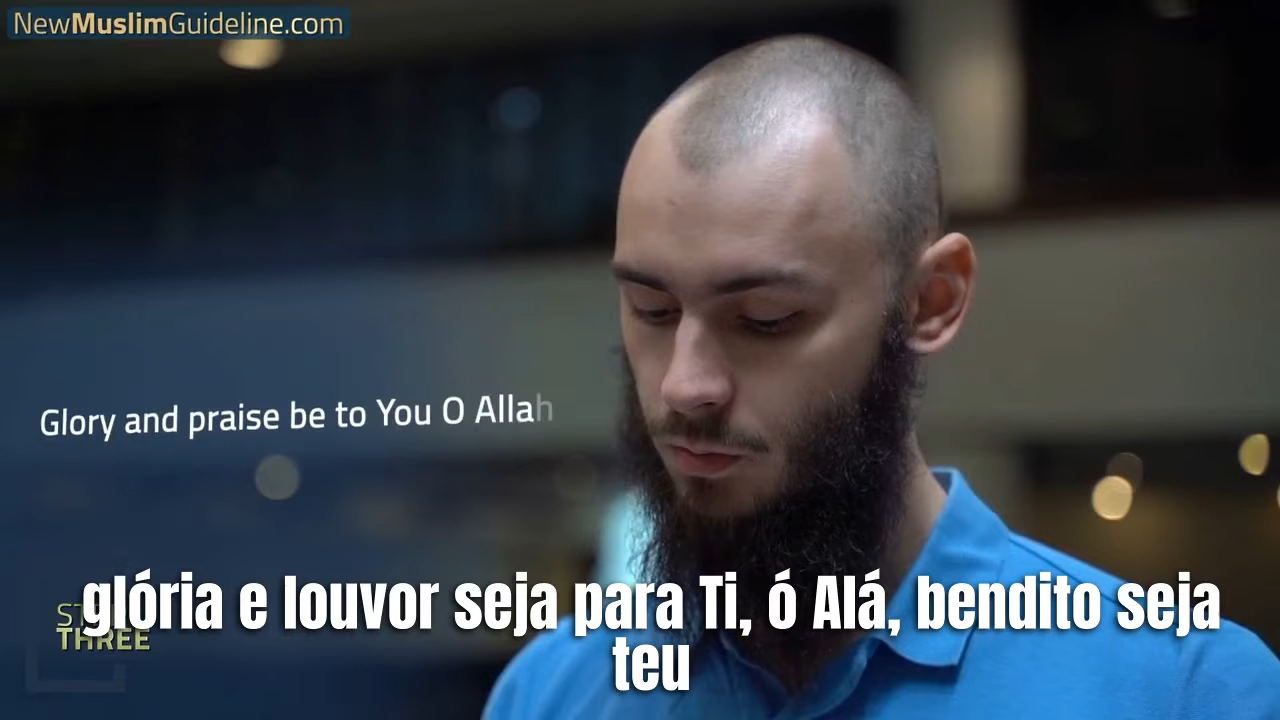 NewMuslimGuideline.com
Glory and praise be to You O Allah
glória e louvor seja para Ti, ó Alá, bendito seja
teu
THREE